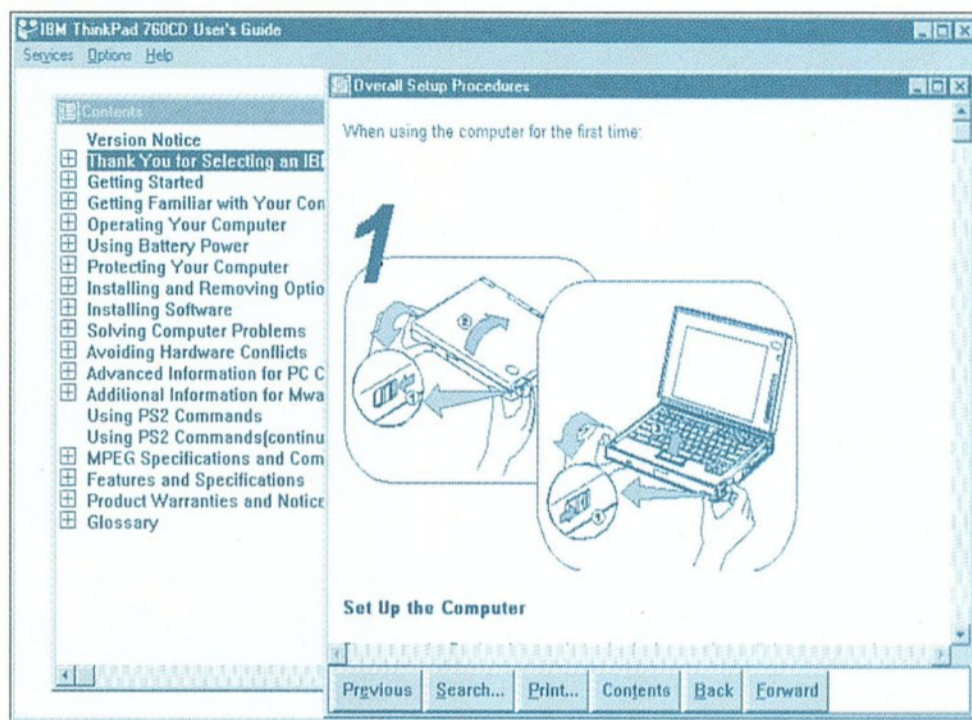 IBM ThinkPad 760CD User's Guide
Services Options Help
Contents
Version Notice
Thank You for Selecting an IB
Getting Started
Getting Familiar with Your Con
Operating Your Computer
Using Battery Power
Protecting Your Computer
Installing and Removing Optio
Installing Software
Solving Computer Problems
Avoiding Hardware Conflicts
Advanced Information for PC C
Additional Information for Mwa
Using PS2 Commands
Using PS2 Commands(continu
MPEG Specifications and Com
Features and Specifications
Product Warranties and Notice
Glossary
Overall Setup Procedures
When using the computer for the first time:
1
2
1
Set Up the Computer
Previous Search... Print... Contents Back Forward